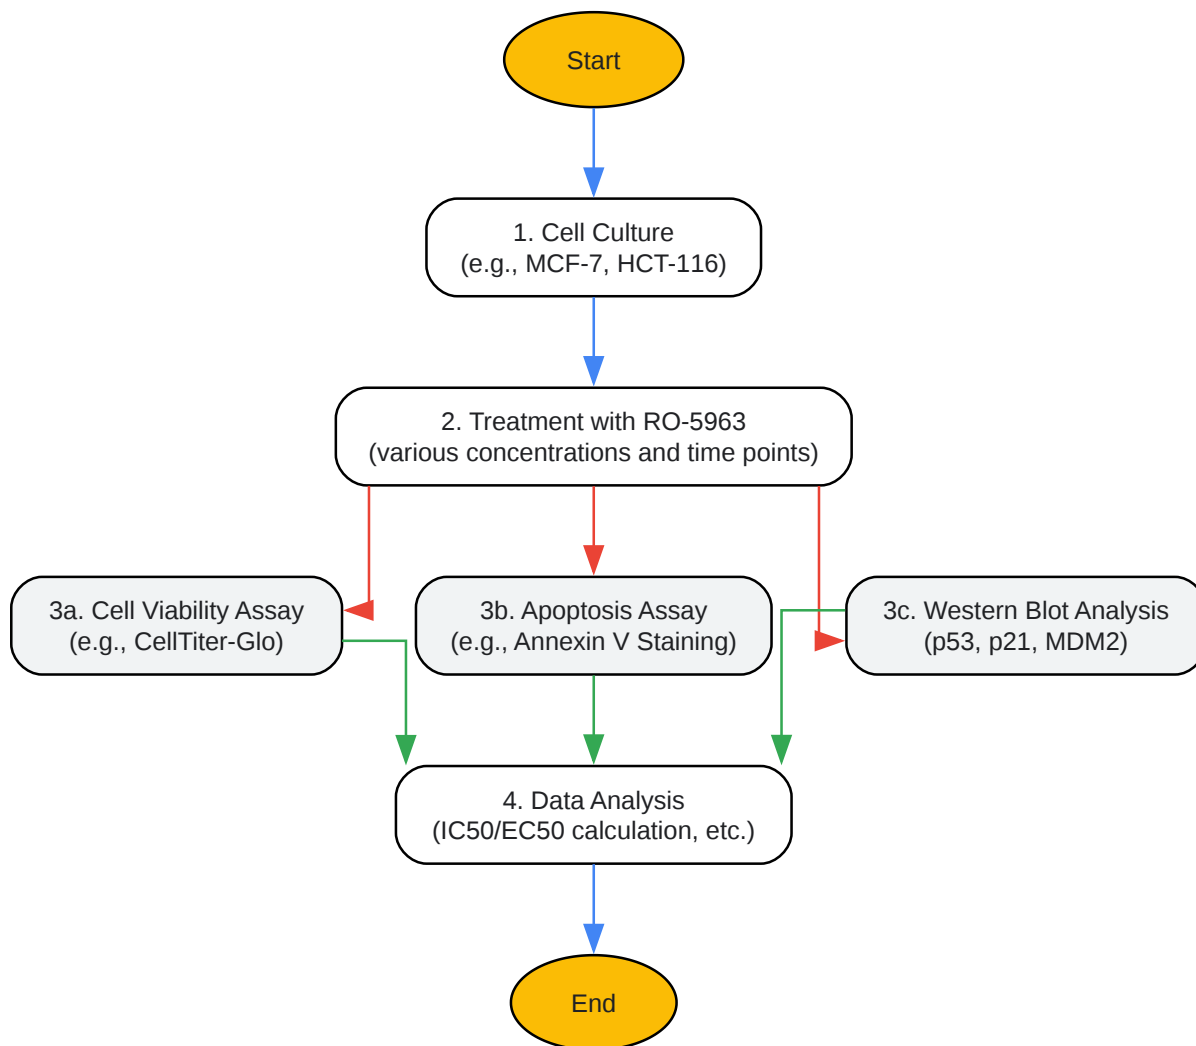 Start
1. Cell Culture
(e.g., MCF-7, HCT-116)
2. Treatment with RO-5963
(various concentrations and time points)
3a. Cell Viability Assay
(e.g., CellTiter-Glo)
3b. Apoptosis Assay
(e.g., Annexin V Staining)
3c. Western Blot Analysis
(p53, p21, MDM2)
4. Data Analysis
(IC50/EC50 calculation, etc.)
End